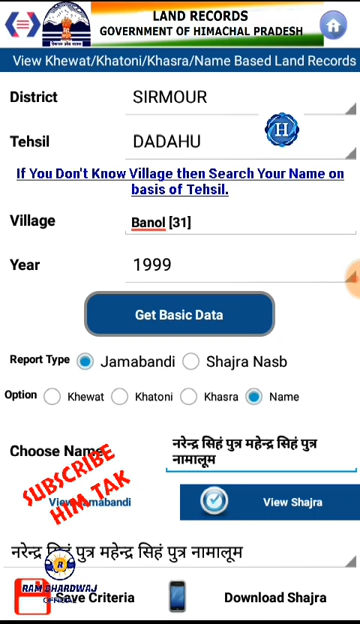 LAND RECORDS
GOVERNMENT OF HIMACHAL PRADESH
View Khewat/Khatoni/Khasra/Name Based Land Records
District SIRMOUR
Tehsil DADAHU
H
If You Don't Know Village then Search Your Name on
basis of Tehsil.
Village Banol [31]
Year 1999
Get Basic Data
Report Type Jamabandi Shajra Nasb
Option Khewat Khatoni Khasra Name
Choose Name नरेन्द्र सिहं पुत्र महेन्द्र सिहं पुत्र
नामालूम
SUBSCRIBE
HIM TAK
View Jamabandi View Shajra
नरेन्द्र सिहं पुत्र महेन्द्र सिहं पुत्र नामालूम
R
RAM BHARDWAJ
OFFICIAL
Save Criteria Download Shajra